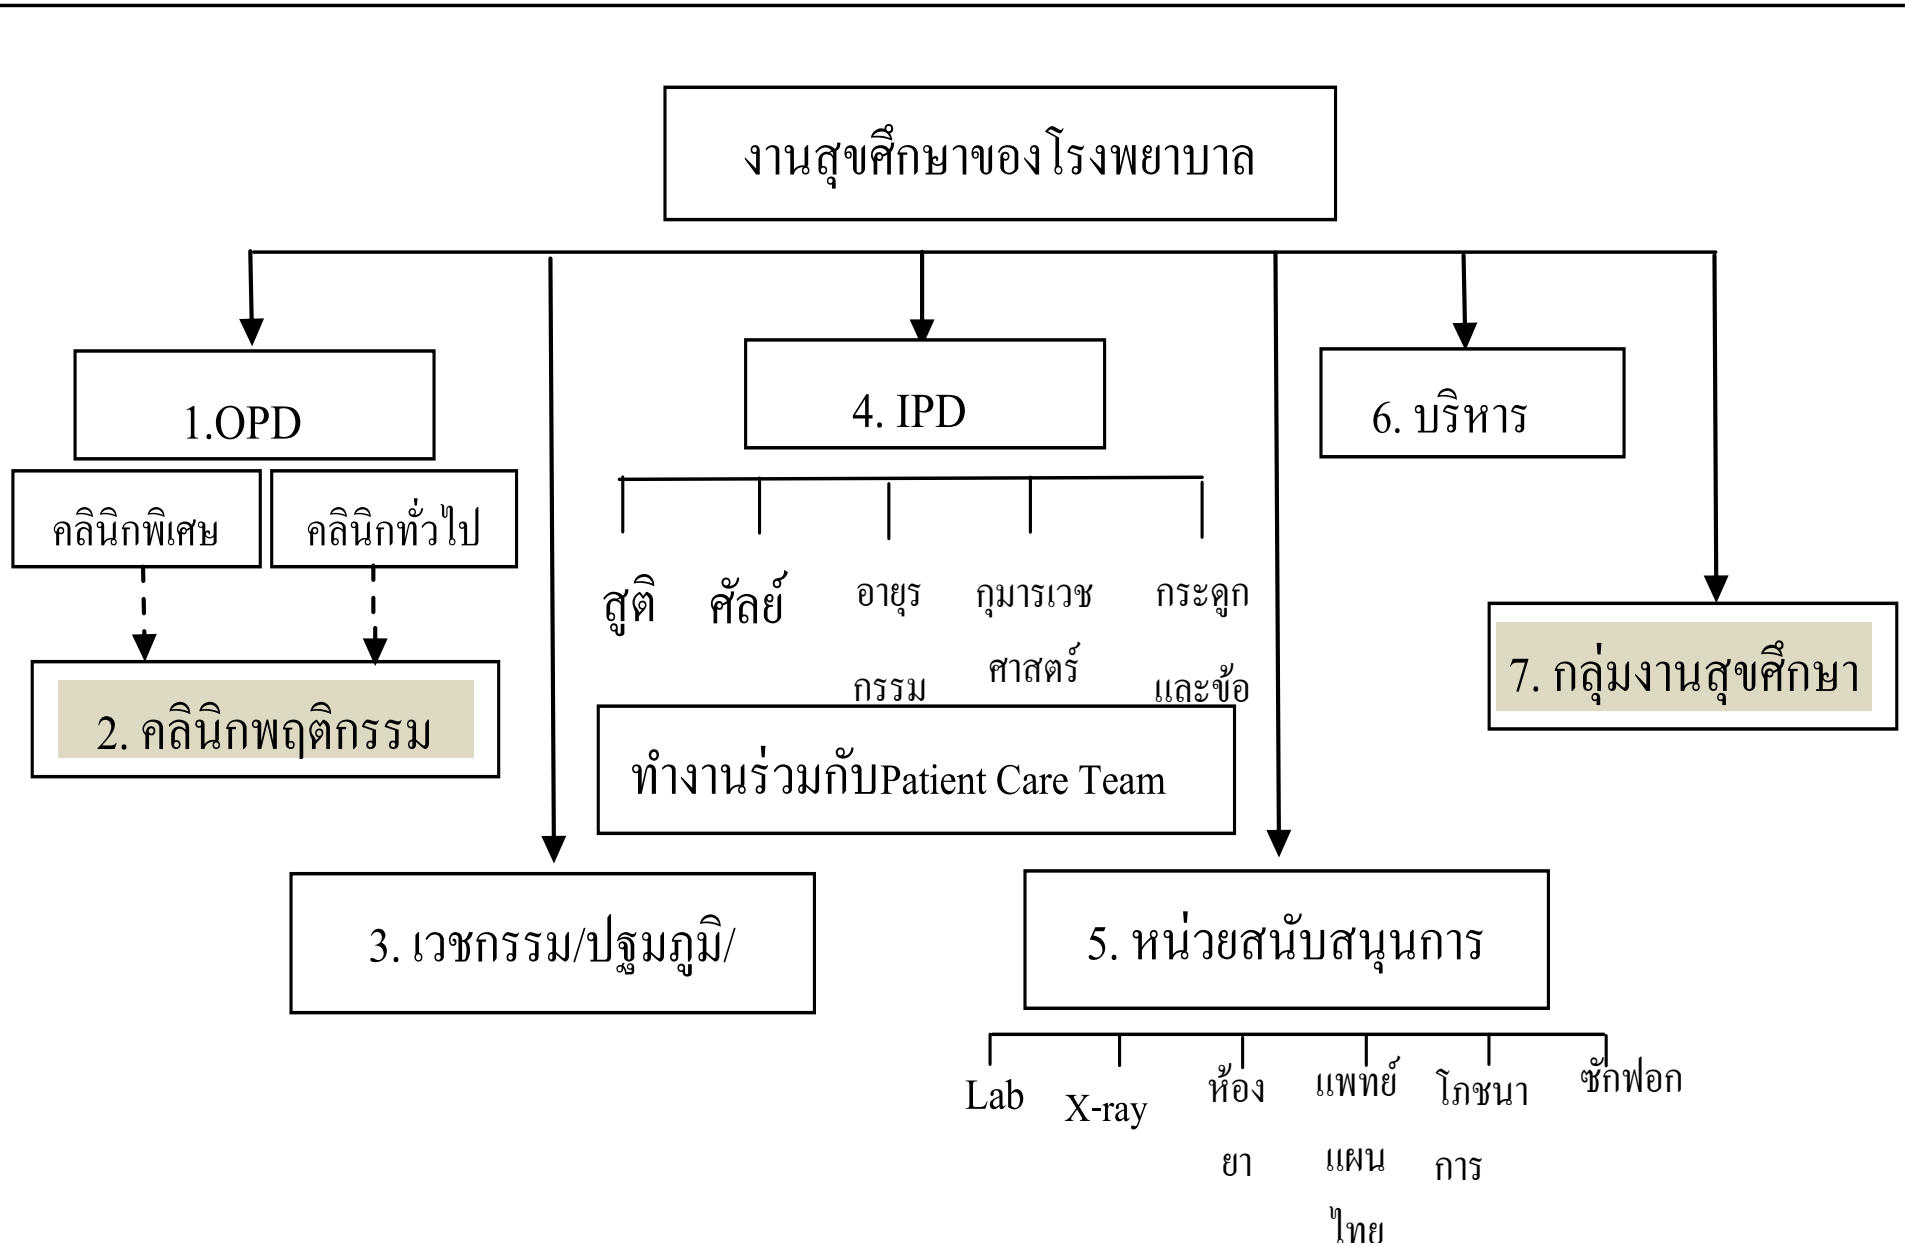 งานสุขศึกษาของโรงพยาบาล
1.OPD
4. IPD
6. บริหาร
คลินิกพิเศษ
คลินิกทั่วไป
สูติ
ศัลย์
อายุร
กรรม
กุมารเวช
ศาสตร์
กระดูก
และข้อ
2. คลินิกพฤติกรรม
7. กลุ่มงานสุขศึกษา
ทำงานร่วมกับPatient Care Team
3. เวชกรรม/ปฐมภูมิ/
5. หน่วยสนับสนุนการ
Lab
X-ray
ห้อง
ยา
แพทย์
แผน
ไทย
โภชนา
การ
ซักฟอก